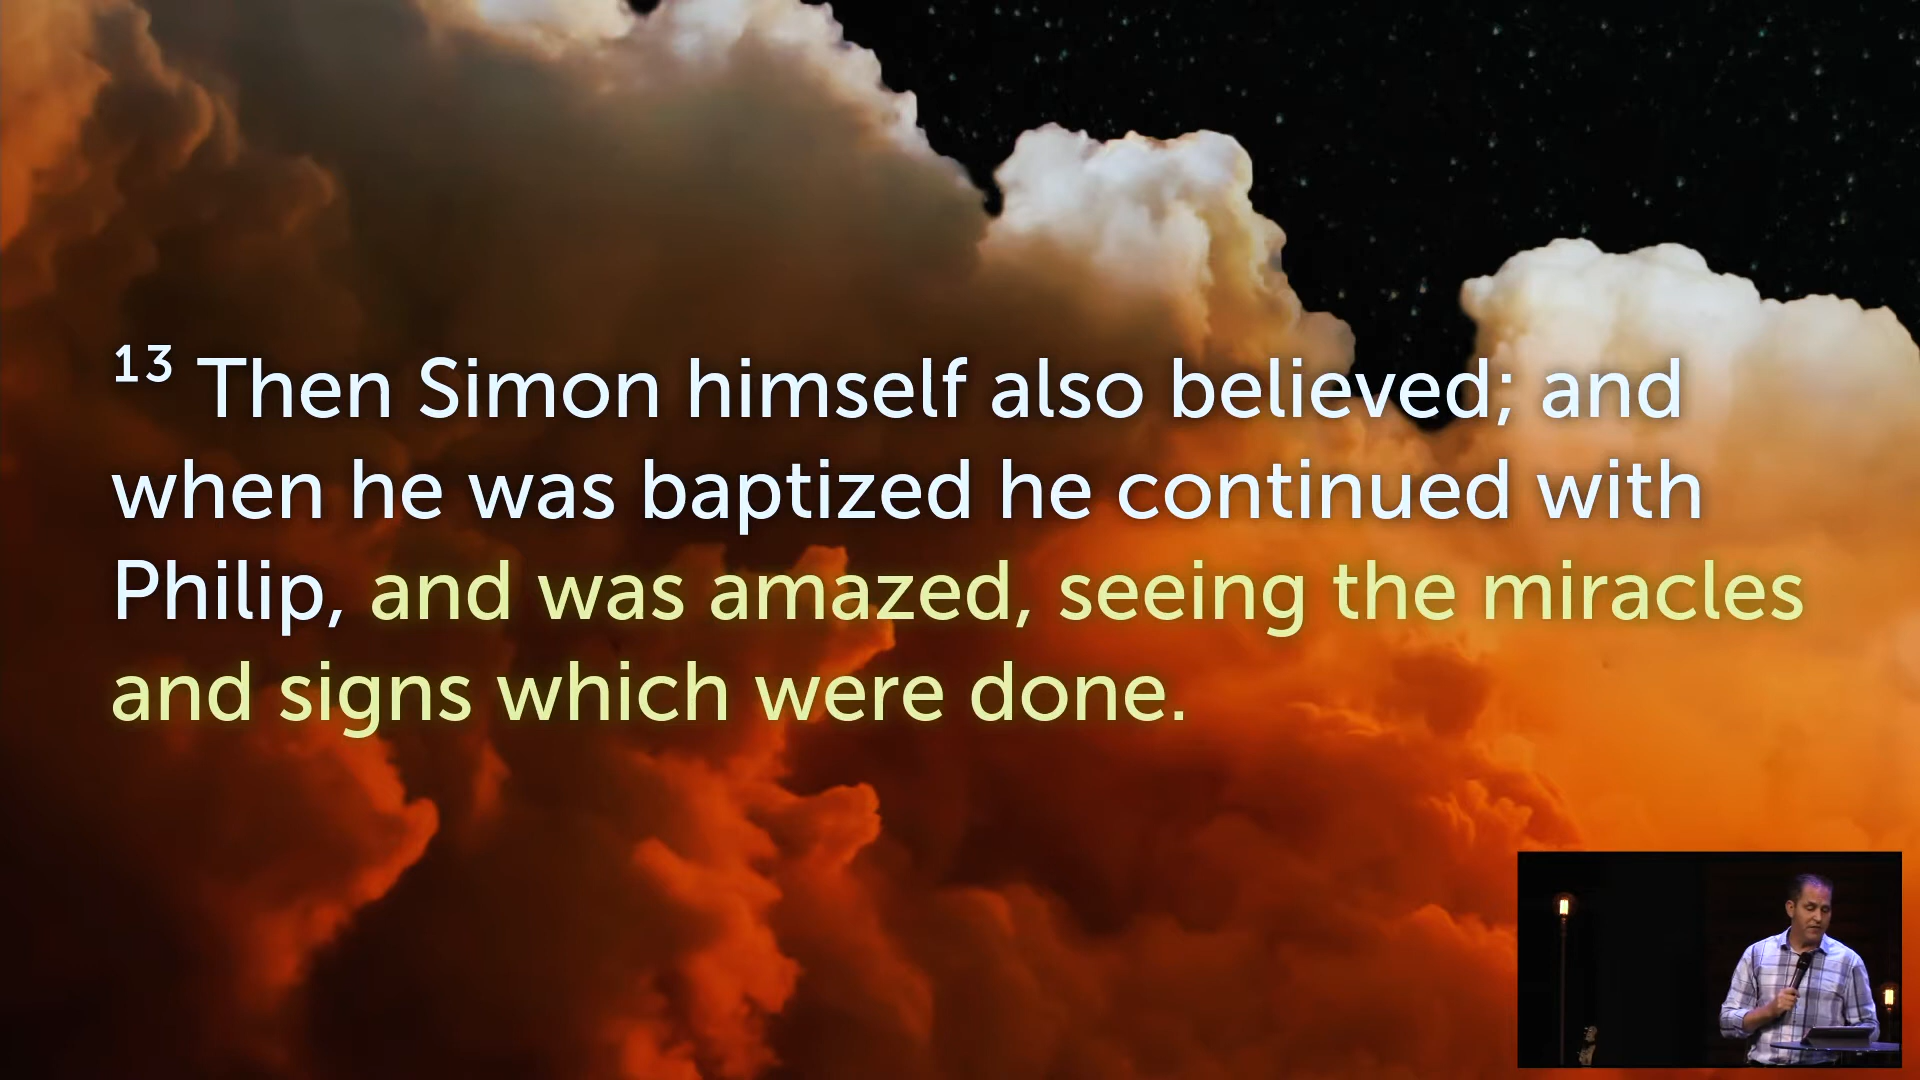 13 Then Simon himself also believed; and
when he was baptized he continued with
Philip, and was amazed, seeing the miracles
and signs which were done.